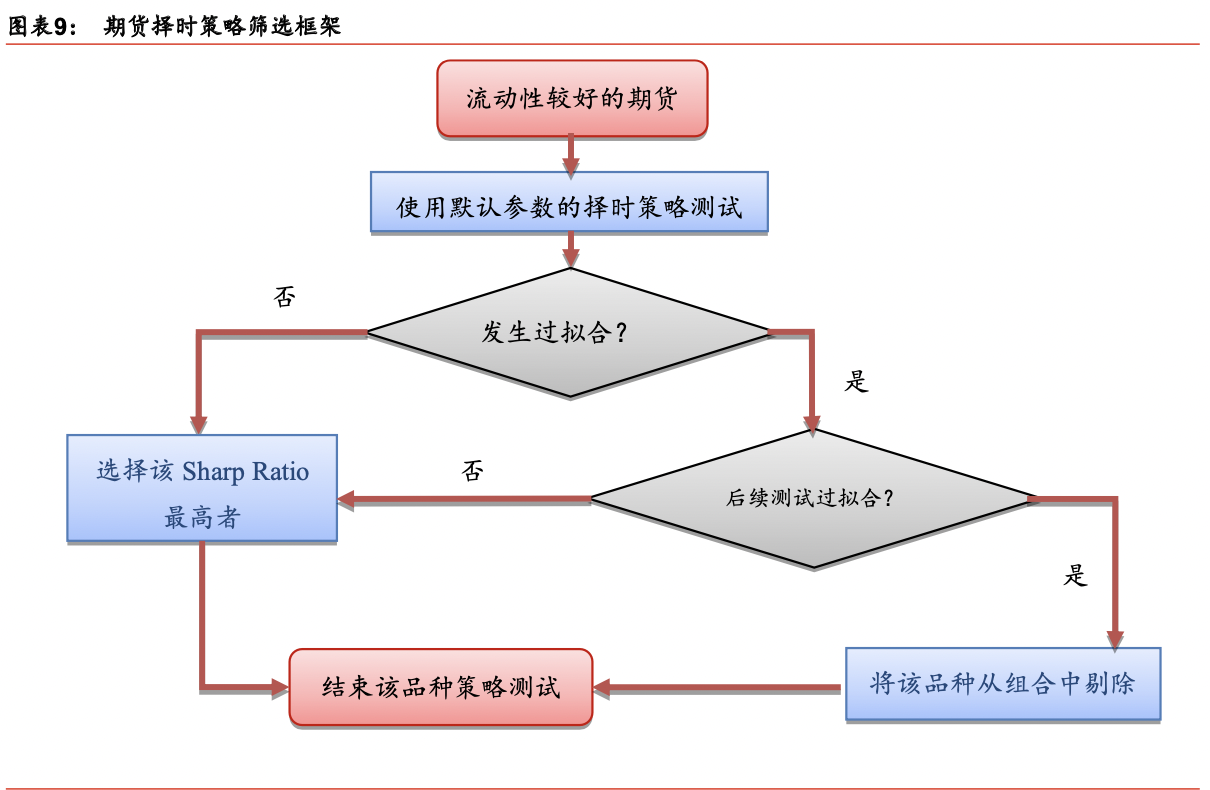 图表9： 期货择时策略筛选框架
流动性较好的期货
使用默认参数的择时策略测试
否
发生过拟合？
是
选择该 Sharp Ratio
最高者
否
后续测试过拟合？
是
结束该品种策略测试
将该品种从组合中剔除